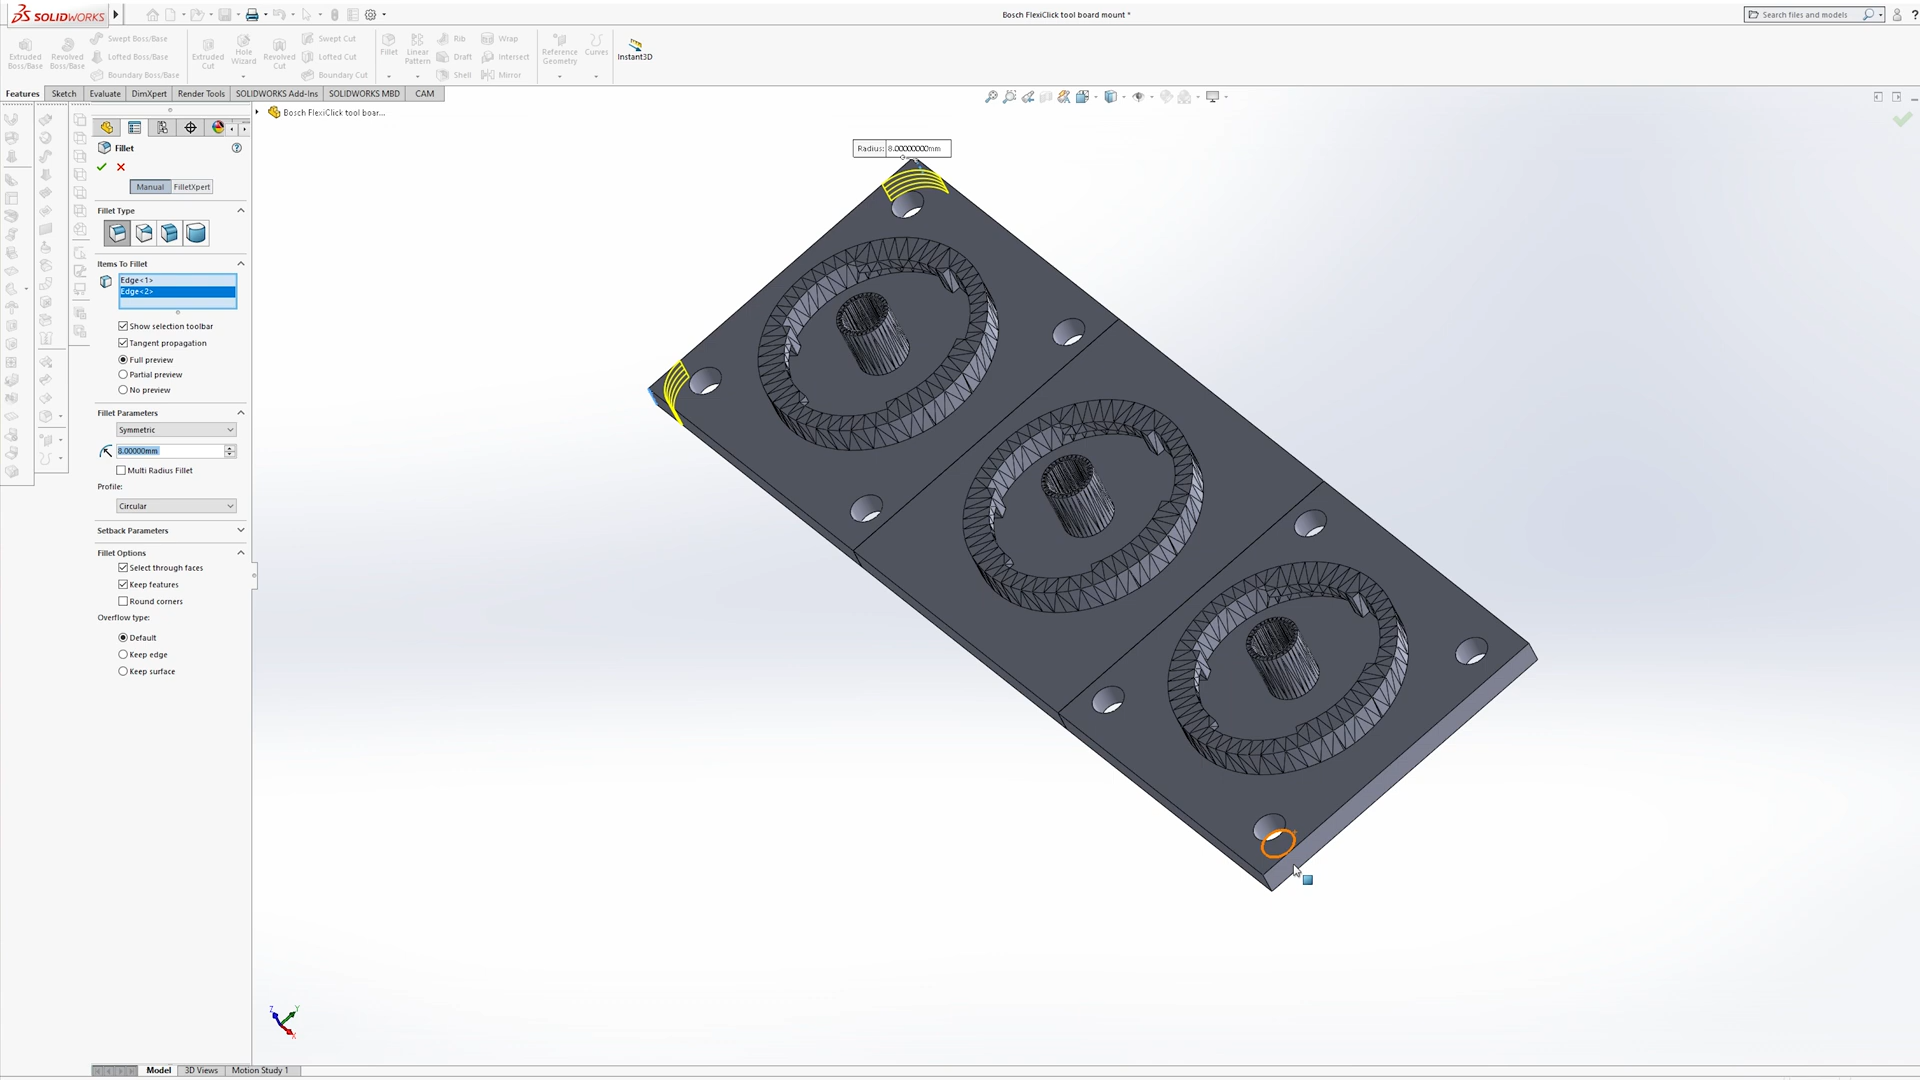 SOLIDWORKS
Bosch FlexiClick tool board mount *
Search files and models
?
Extruded Boss/Base
Revolved Boss/Base
Swept Boss/Base
Lofted Boss/Base
Boundary Boss/Base
Extruded Cut
Hole Wizard
Revolved Cut
Swept Cut
Lofted Cut
Boundary Cut
Fillet
Linear Pattern
Rib
Draft
Shell
Wrap
Intersect
Mirror
Reference Geometry
Curves
Instant3D
Features
Sketch
Evaluate
DimXpert
Render Tools
SOLIDWORKS Add-Ins
SOLIDWORKS MBD
CAM
Bosch FlexiClick tool boar...
Fillet
?
Manual
FilletXpert
Fillet Type
Items To Fillet
Edge<1>
Edge<2>
Show selection toolbar
Tangent propagation
Full preview
Partial preview
No preview
Fillet Parameters
Symmetric
8.00000mm
Multi Radius Fillet
Profile:
Circular
Setback Parameters
Fillet Options
Select through faces
Keep features
Round corners
Overflow type:
Default
Keep edge
Keep surface
Radius: 8.00000000mm
Z
Y
X
Model
3D Views
Motion Study 1